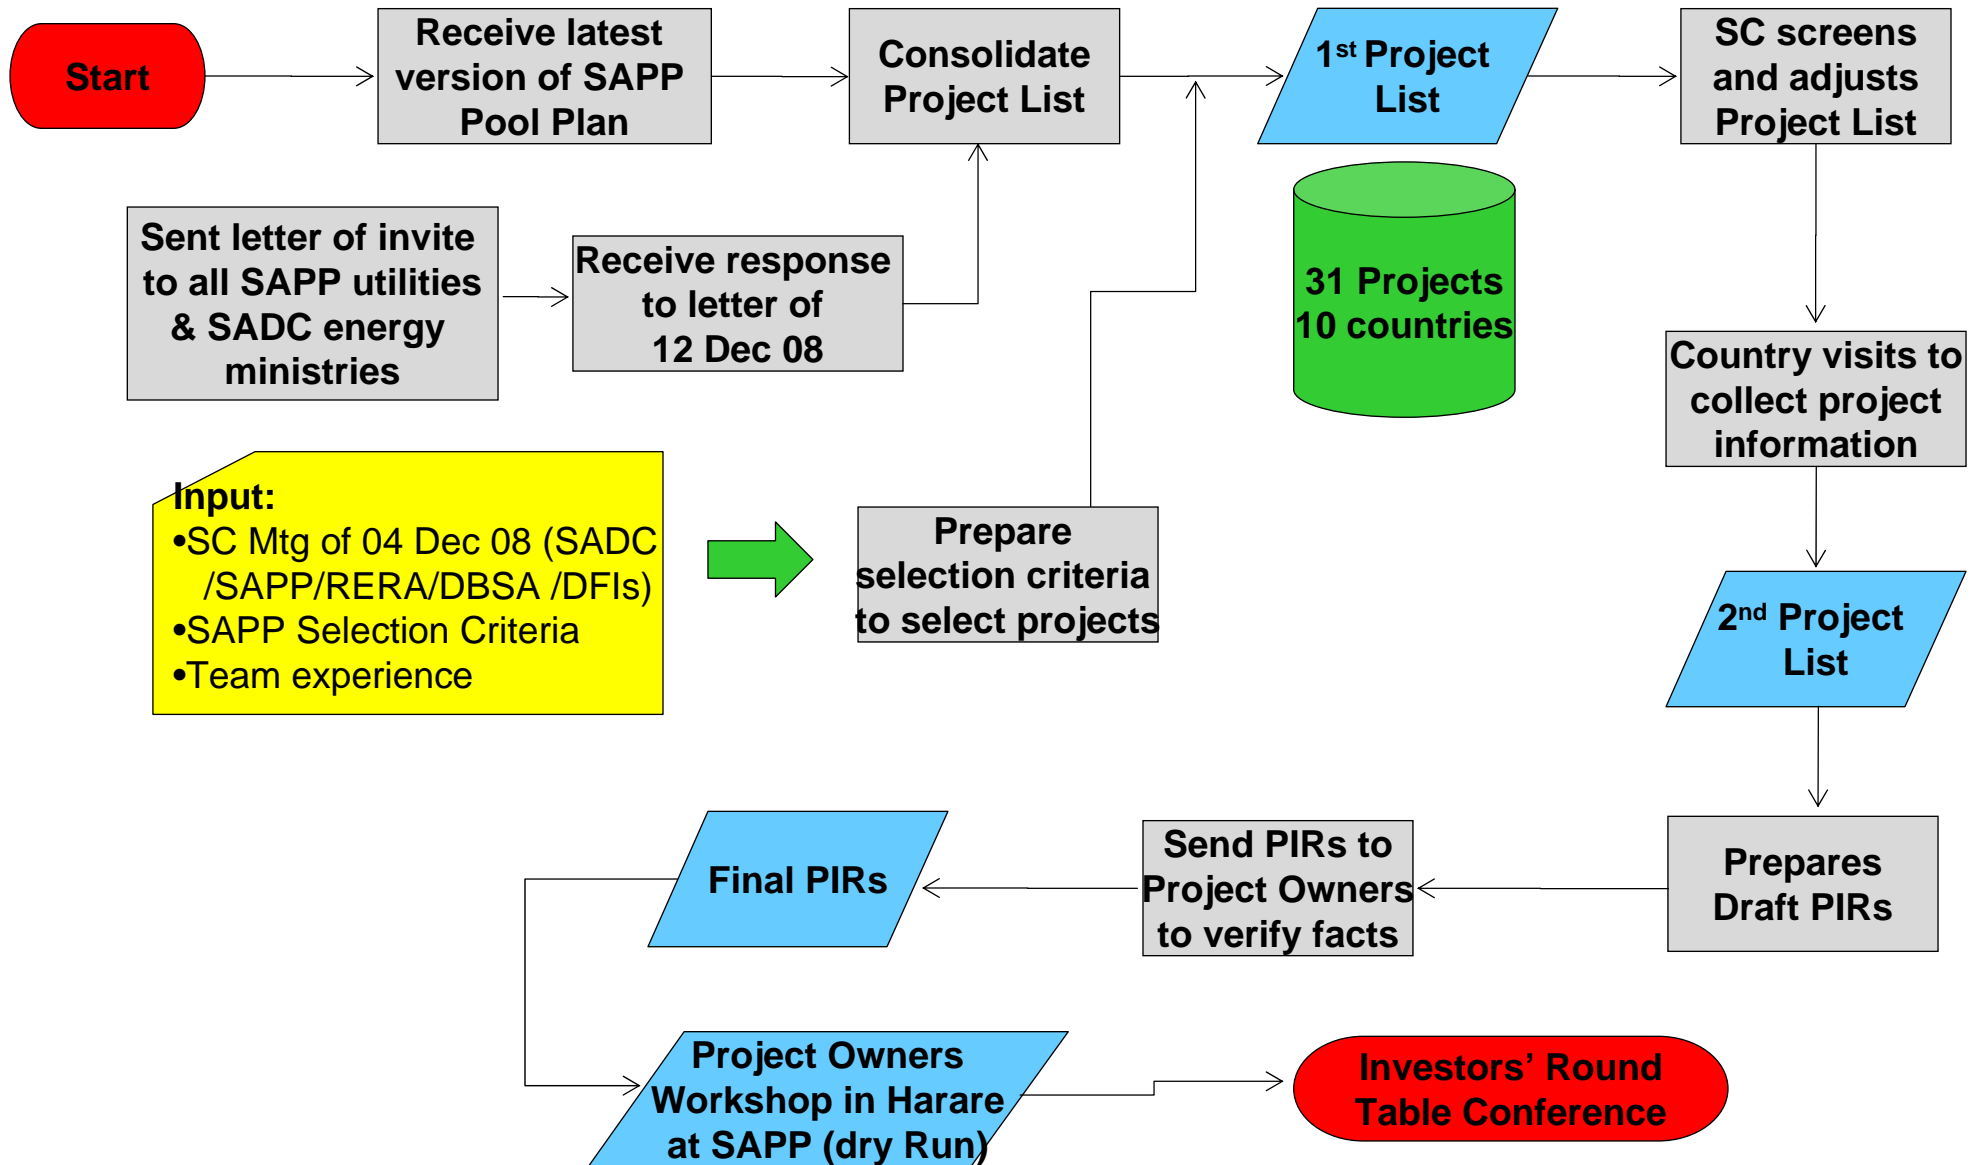 Start
Receive latest
version of SAPP
Pool Plan
Consolidate
Project List
1st Project
List
SC screens
and adjusts
Project List
Sent letter of invite
to all SAPP utilities
& SADC energy
ministries
Receive response
to letter of
12 Dec 08
31 Projects
10 countries
Country visits to
collect project
information
Input:
•SC Mtg of 04 Dec 08 (SADC
/SAPP/RERA/DBSA /DFIs)
•SAPP Selection Criteria
•Team experience
Prepare
selection criteria
to select projects
2nd Project
List
Prepares
Draft PIRs
Send PIRs to
Project Owners
to verify facts
Final PIRs
Project Owners
Workshop in Harare
at SAPP (dry Run)
Investors’ Round
Table Conference